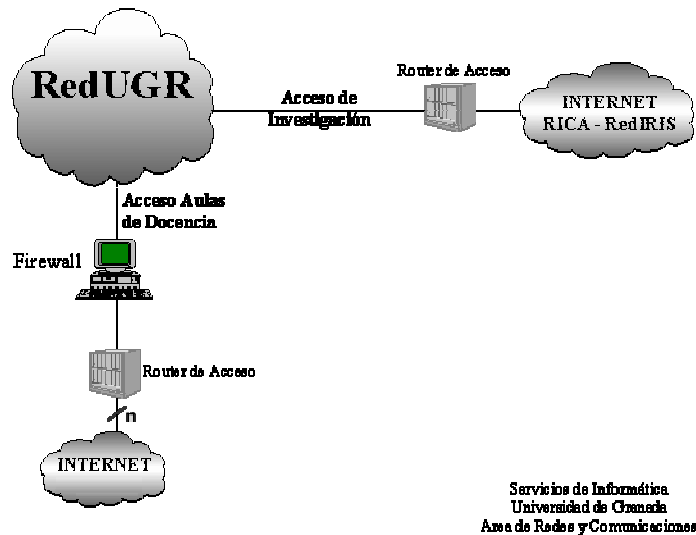 RedUGR
Acceso de
Investigación
Router de Acceso
INTERNET
RICA - RedIRIS
Acceso Aulas
de Docencia
Firewall
Router de Acceso
n
INTERNET
Servicios de Informática
Universidad de Granada
Area de Redes y Comunicaciones